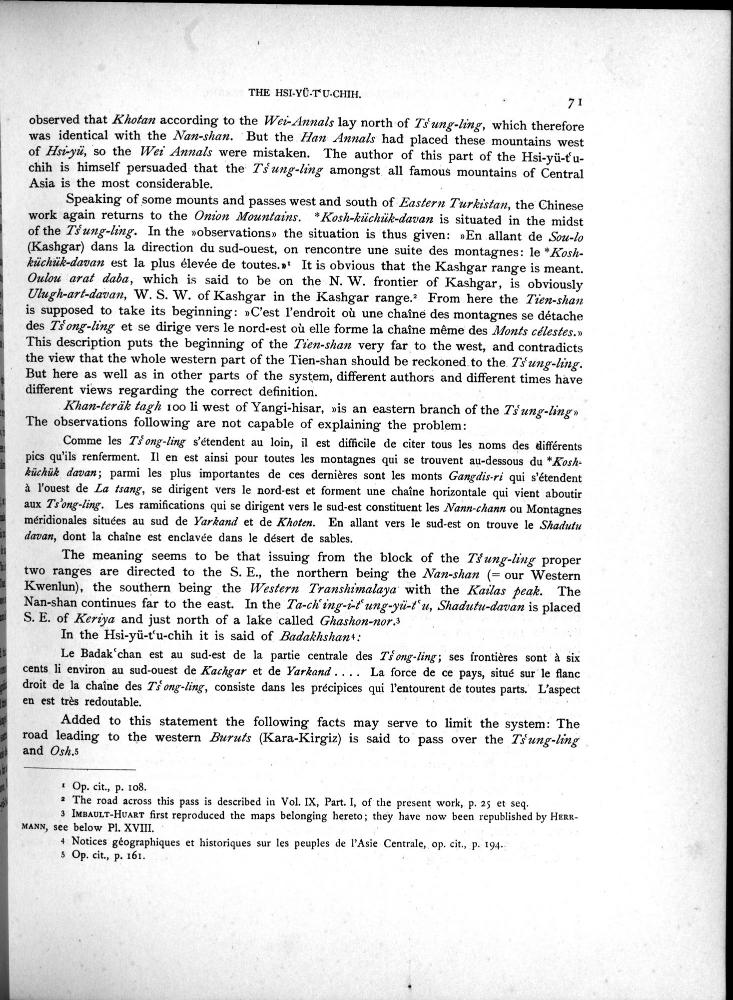 THE HSI-YÜ-T‘U-CHIH.
71
observed that Khotan according to the Wei-Annals lay north of Ts‘ung-ling, which therefore
was identical with the Nan-shan. But the Han Annals had placed these mountains west
of Hsi-yü, so the Wei Annals were mistaken. The author of this part of the Hsi-yü-t‘u-
chih is himself persuaded that the Ts‘ung-ling amongst all famous mountains of Central
Asia is the most considerable.
Speaking of some mounts and passes west and south of Eastern Turkistan, the Chinese
work again returns to the Onion Mountains. *Kosh-küchük-davan is situated in the midst
of the Ts‘ung-ling. In the »observations» the situation is thus given: »En allant de Sou-lo
(Kashgar) dans la direction du sud-ouest, on rencontre une suite des montagnes: le *Kosh-
küchük-davan est la plus élevée de toutes.»¹ It is obvious that the Kashgar range is meant.
Oulou arat daba, which is said to be on the N. W. frontier of Kashgar, is obviously
Ulugh-art-davan, W. S. W. of Kashgar in the Kashgar range.² From here the Tien-shan
is supposed to take its beginning: »C'est l'endroit où une chaîne des montagnes se détache
des Ts‘ong-ling et se dirige vers le nord-est où elle forme la chaîne même des Monts célestes.»
This description puts the beginning of the Tien-shan very far to the west, and contradicts
the view that the whole western part of the Tien-shan should be reckoned to the Ts‘ung-ling.
But here as well as in other parts of the system, different authors and different times have
different views regarding the correct definition.
Khan-teräk tagh 100 li west of Yangi-hisar, »is an eastern branch of the Ts‘ung-ling»
The observations following are not capable of explaining the problem:
Comme les Ts‘ong-ling s'étendent au loin, il est difficile de citer tous les noms des différents
pics qu'ils renferment. Il en est ainsi pour toutes les montagnes qui se trouvent au-dessous du *Kosh-
küchük davan; parmi les plus importantes de ces dernières sont les monts Gangdis-ri qui s'étendent
à l'ouest de La tsang, se dirigent vers le nord-est et forment une chaîne horizontale qui vient aboutir
aux Ts‘ong-ling. Les ramifications qui se dirigent vers le sud-est constituent les Nann-chann ou Montagnes
méridionales situées au sud de Yarkand et de Khoten. En allant vers le sud-est on trouve le Shadutu
davan, dont la chaîne est enclavée dans le désert de sables.
The meaning seems to be that issuing from the block of the Ts‘ung-ling proper
two ranges are directed to the S. E., the northern being the Nan-shan (= our Western
Kwenlun), the southern being the Western Transhimalaya with the Kailas peak. The
Nan-shan continues far to the east. In the Ta-ch‘ing-i-t‘ung-yü-t‘u, Shadutu-davan is placed
S. E. of Keriya and just north of a lake called Ghashon-nor.³
In the Hsi-yü-t‘u-chih it is said of Badakhshan⁴:
Le Badak‘chan est au sud-est de la partie centrale des Ts‘ong-ling; ses frontières sont à six
cents li environ au sud-ouest de Kachgar et de Yarkand . . . . La force de ce pays, situé sur le flanc
droit de la chaîne des Ts‘ong-ling, consiste dans les précipices qui l'entourent de toutes parts. L'aspect
en est très redoutable.
Added to this statement the following facts may serve to limit the system: The
road leading to the western Buruts (Kara-Kirgiz) is said to pass over the Ts‘ung-ling
and Osh.⁵
¹ Op. cit., p. 108.
² The road across this pass is described in Vol. IX, Part. I, of the present work, p. 25 et seq.
³ IMBAULT-HUART first reproduced the maps belonging hereto; they have now been republished by HERR-
MANN, see below Pl. XVIII.
⁴ Notices géographiques et historiques sur les peuples de l'Asie Centrale, op. cit., p. 194.
⁵ Op. cit., p. 161.